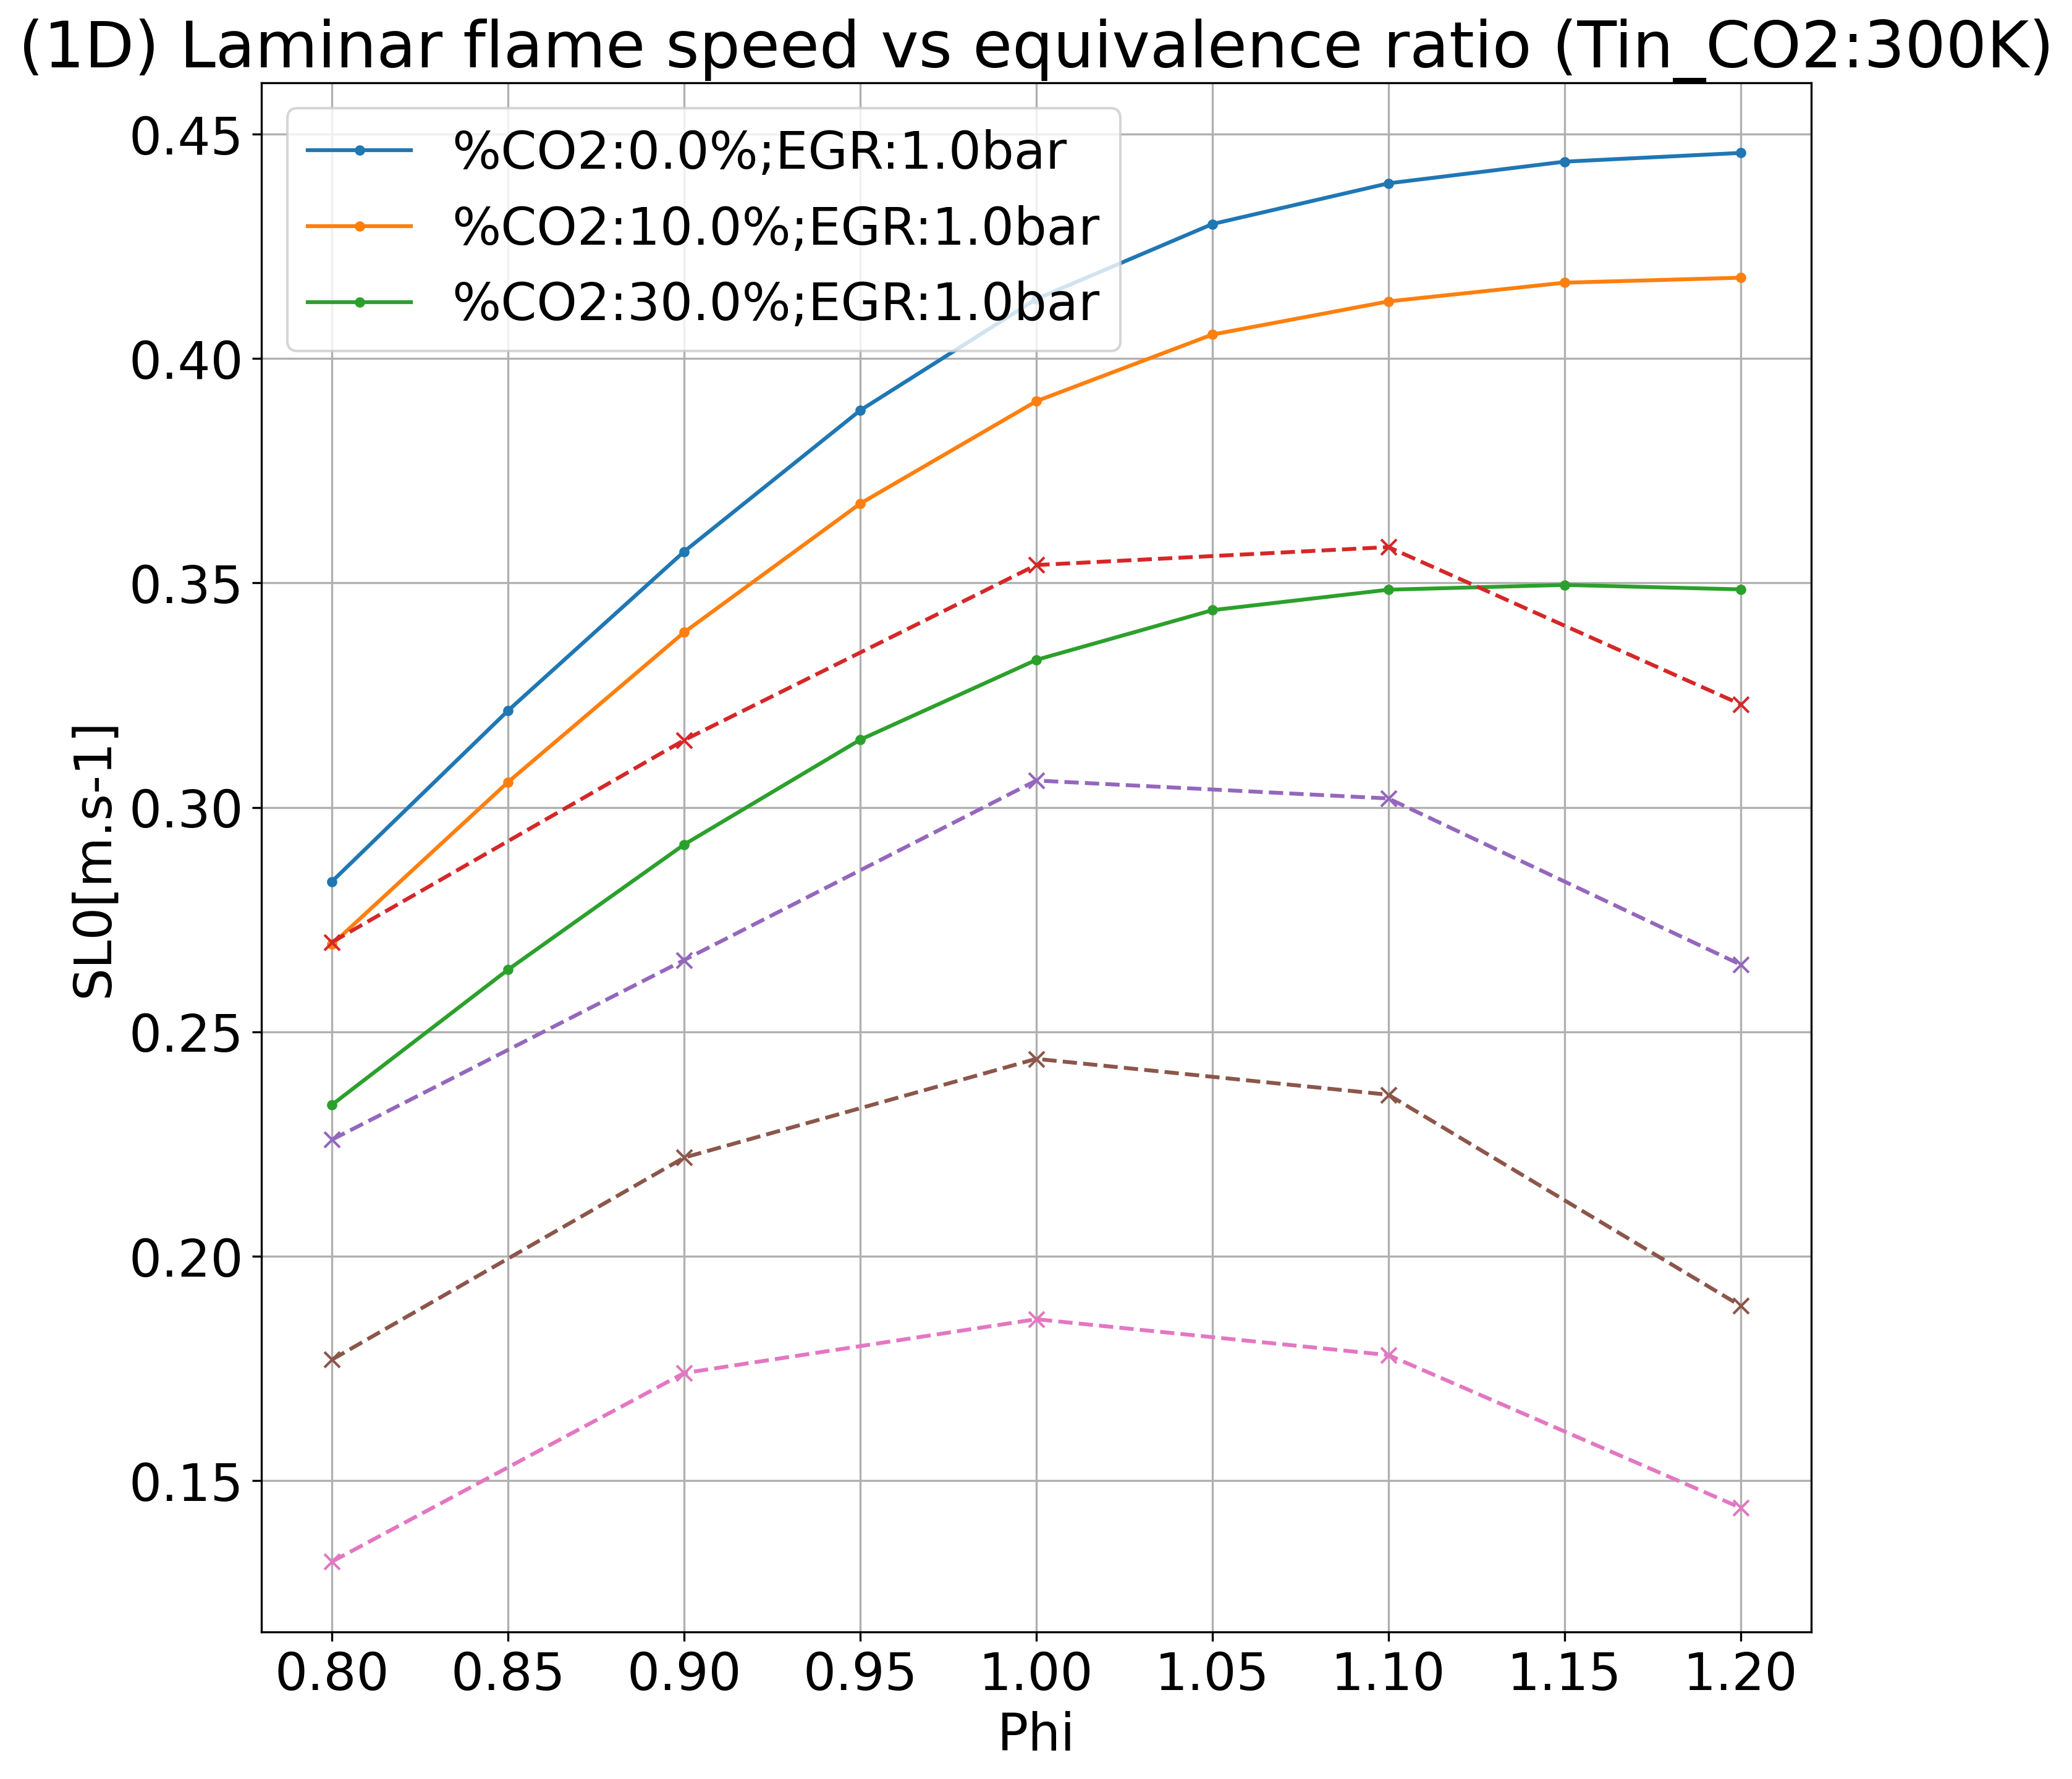 (1D) Laminar flame speed vs equivalence ratio (Tin_CO2:300K)
%CO2:0.0%;EGR:1.0bar
%CO2:10.0%;EGR:1.0bar
%CO2:30.0%;EGR:1.0bar
0.45
0.40
0.35
0.30
0.25
0.20
0.15
SL0[m.s-1]
0.80 0.85 0.90 0.95 1.00 1.05 1.10 1.15 1.20
Phi